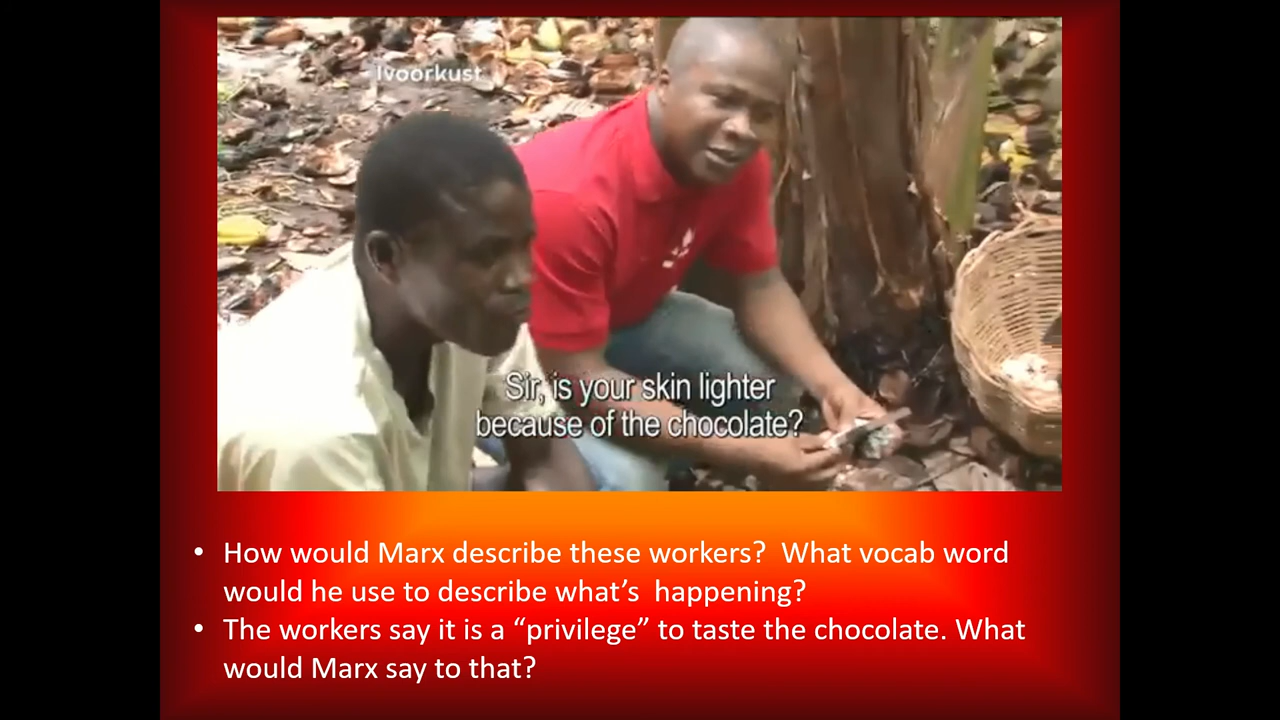 Ivoorkust
Sir, is your skin lighter
because of the chocolate?
• How would Marx describe these workers?  What vocab word
would he use to describe what’s  happening?
• The workers say it is a “privilege” to taste the chocolate. What
would Marx say to that?